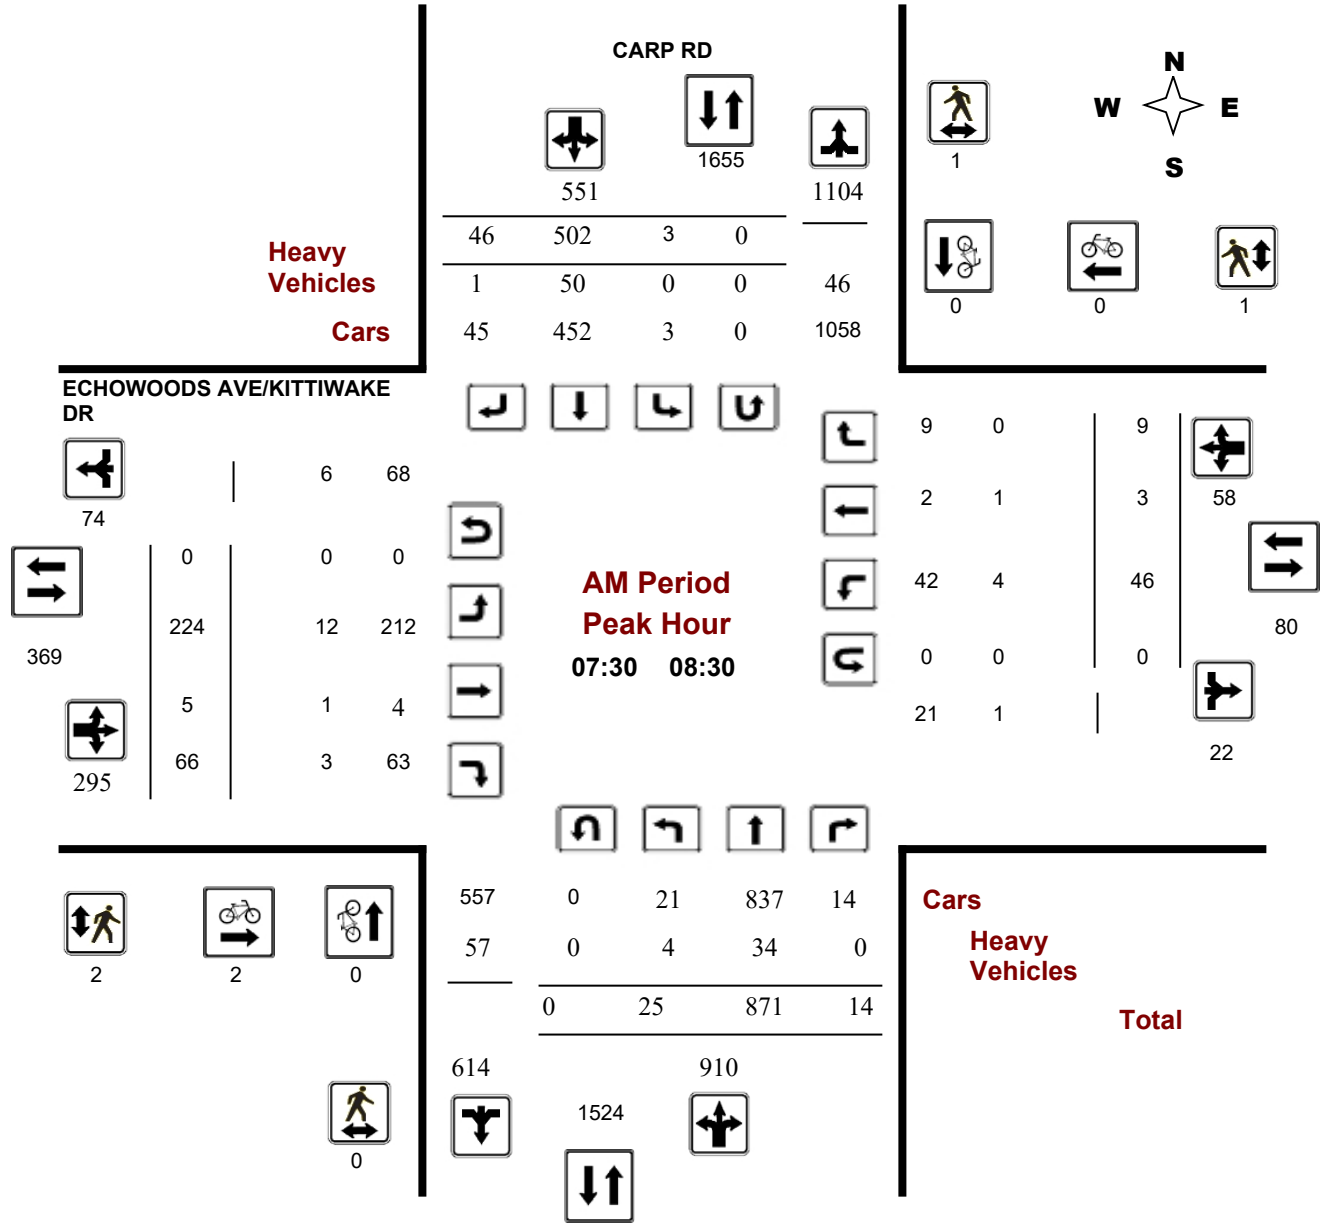 CARP RD
N
W E
S
1655
551
1104
1
46 502 3 0
Heavy
Vehicles
1 50 0 0 46
0 0 1
Cars
45 452 3 0 1058
ECHOWOODS AVE/KITTIWAKE
DR
9 0 9
6 68
2 1 3 58
74
0 0 0
AM Period
42 4 46
Peak Hour
224 12 212
80
369
07:30 08:30
0 0 0
5 1 4
21 1
22
66 3 63
295
557 0 21 837 14
Cars
57 0 4 34 0
Heavy
Vehicles
2 2 0
0 25 871 14
Total
614 910
1524
0